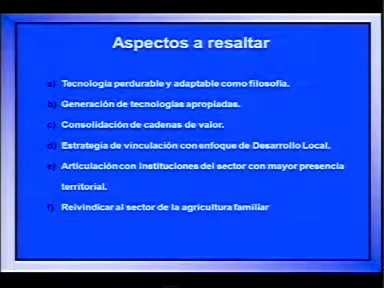 Aspectos a resaltar
a) Tecnología perdurable y adaptable como filosofía.
b) Generación de tecnologías apropiadas.
c) Consolidación de cadenas de valor.
d) Estrategia de vinculación con enfoque de Desarrollo Local.
e) Articulación con Instituciones del sector con mayor presencia
territorial.
f) Reivindicar al sector de la agricultura familiar